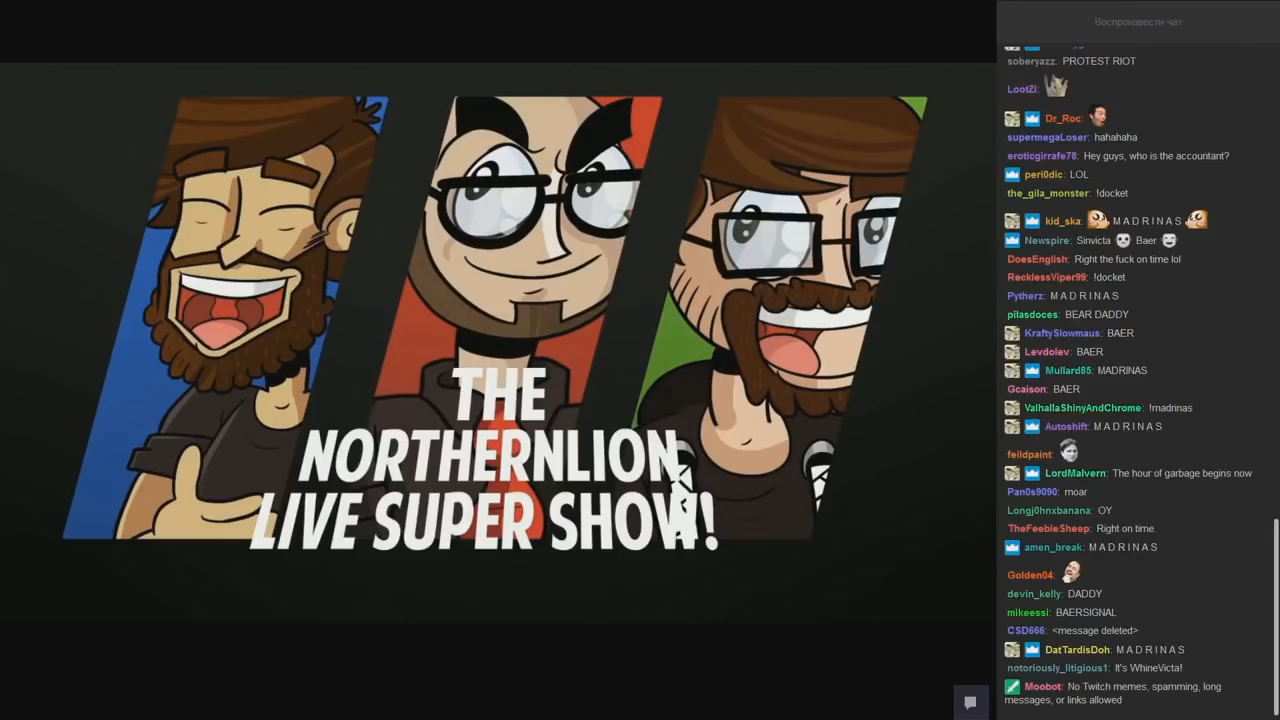 THE
NORTHERNLION
LIVE SUPER SHOW!
Воспроизвести чат
soberyazz: PROTEST RIOT
LootZi:
Dr_Roc:
supermegaLoser: hahahaha
eroticgirrafe78: Hey guys, who is the accountant?
peri0dic: LOL
the_gila_monster: !docket
kid_ska: M A D R I N A S
Newspire: Sinvicta Baer
DoesEnglish: Right the fuck on time lol
RecklessViper99: !docket
Pytherz: M A D R I N A S
pilasdoces: BEAR DADDY
KraftySlowmaus: BAER
Levdolev: BAER
Mullard85: MADRINAS
Gcaison: BAER
ValhallaShinyAndChrome: !madrinas
Autoshift: M A D R I N A S
feildpaint:
LordMalvern: The hour of garbage begins now
Pan0s9090: moar
Longj0hnxbanana: OY
TheFeebleSheep: Right on time.
amen_break: M A D R I N A S
Golden04:
devin_kelly: DADDY
mikeessi: BAERSIGNAL
CSD666: <message deleted>
DatTardisDoh: M A D R I N A S
notoriously_litigious1: It's WhineVicta!
Moobot: No Twitch memes, spamming, long
messages, or links allowed